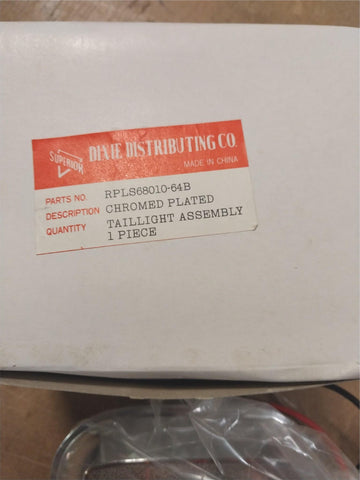 SUPERIOR
DIXIE DISTRIBUTING CO.
MADE IN CHINA
PARTS NO. RPLS68010-64B
DESCRIPTION CHROMED PLATED
QUANTITY TAILLIGHT ASSEMBLY
1 PIECE